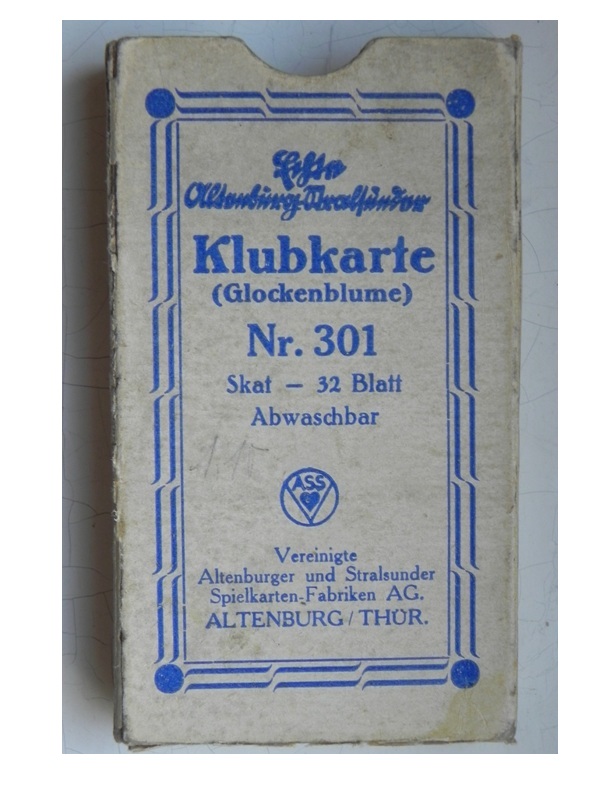 Echte
Altenburg-Stralsunder
Klubkarte
(Glockenblume)
Nr. 301
Skat – 32 Blatt
Abwaschbar
ASS
Vereinigte
Altenburger und Stralsunder
Spielkarten-Fabriken AG.
ALTENBURG / THÜR.